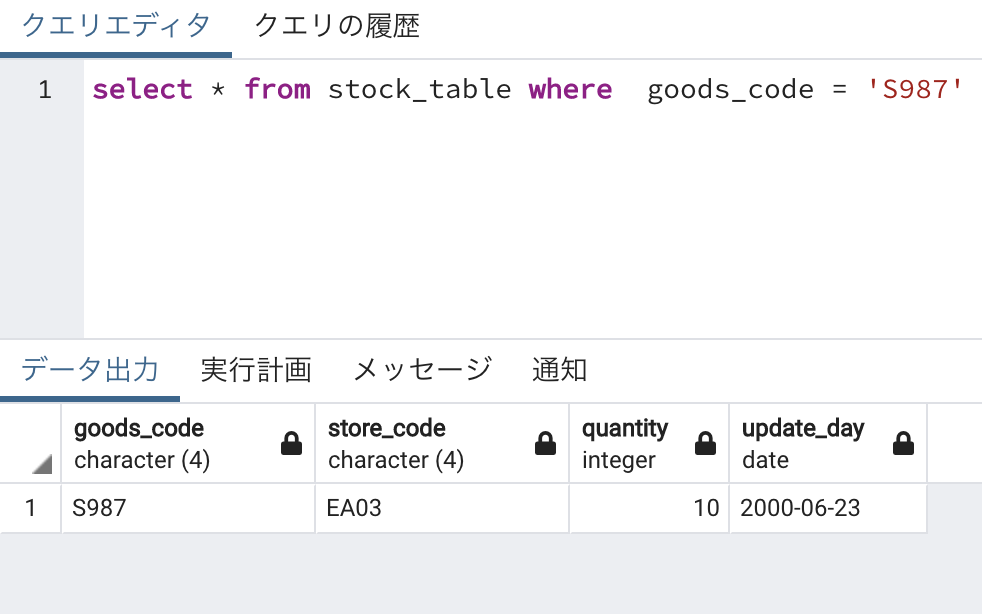 クエリエディタ クエリの履歴
1 select * from stock_table where  goods_code = 'S987'
データ出力 実行計画 メッセージ 通知
goods_code store_code quantity update_day
character (4) character (4) integer date
1 S987 EA03 10 2000-06-23